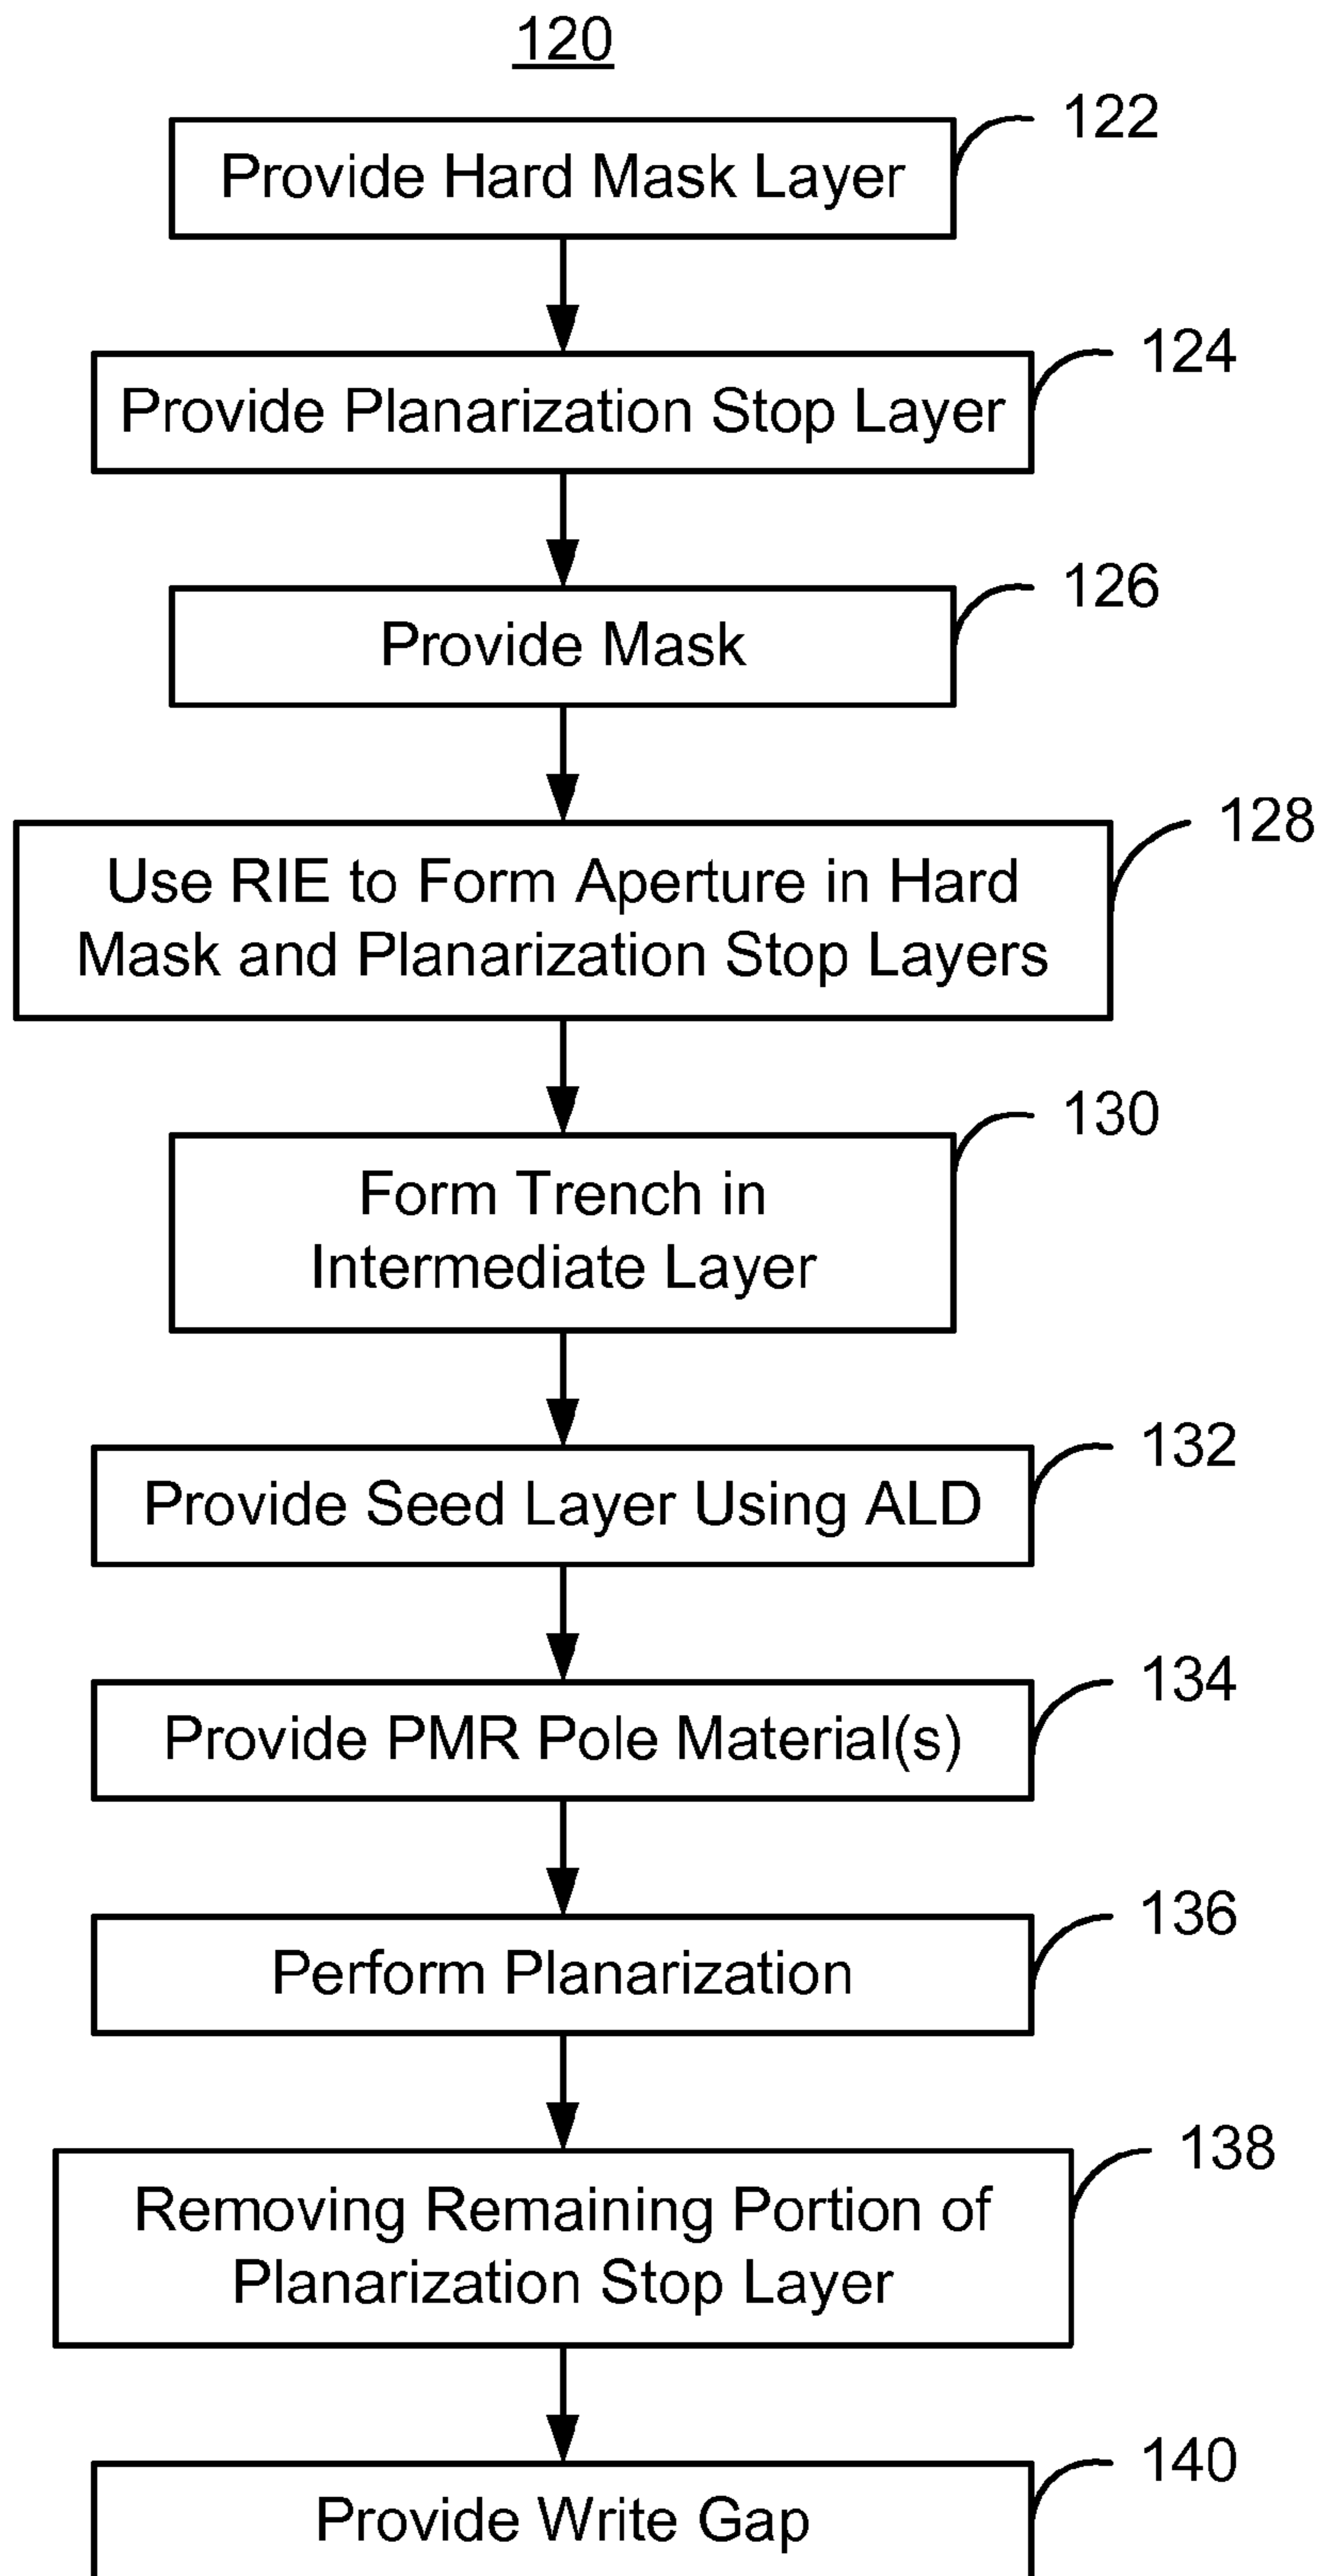 120
122
Provide Hard Mask Layer
124
Provide Planarization Stop Layer
126
Provide Mask
128
Use RIE to Form Aperture in Hard
Mask and Planarization Stop Layers
130
Form Trench in
Intermediate Layer
132
Provide Seed Layer Using ALD
134
Provide PMR Pole Material(s)
136
Perform Planarization
138
Removing Remaining Portion of
Planarization Stop Layer
140
Provide Write Gap